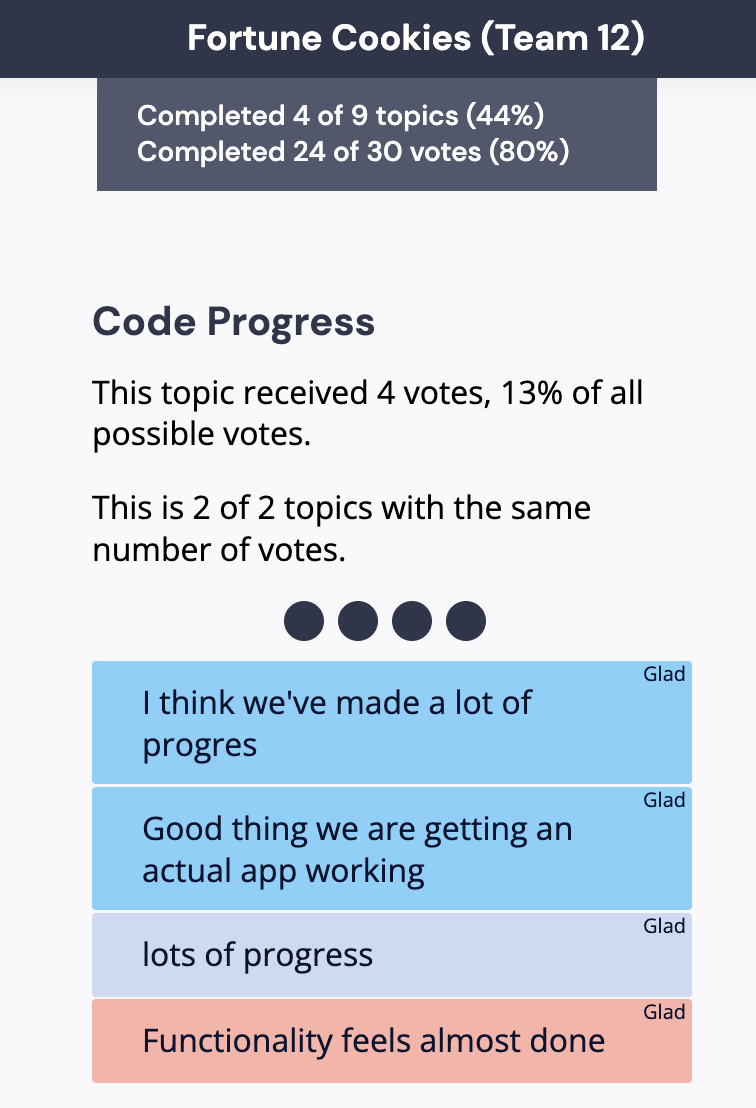 Fortune Cookies (Team 12)
Completed 4 of 9 topics (44%)
Completed 24 of 30 votes (80%)
Code Progress
This topic received 4 votes, 13% of all
possible votes.
This is 2 of 2 topics with the same
number of votes.
Glad
I think we've made a lot of
progres
Glad
Good thing we are getting an
actual app working
Glad
lots of progress
Glad
Functionality feels almost done